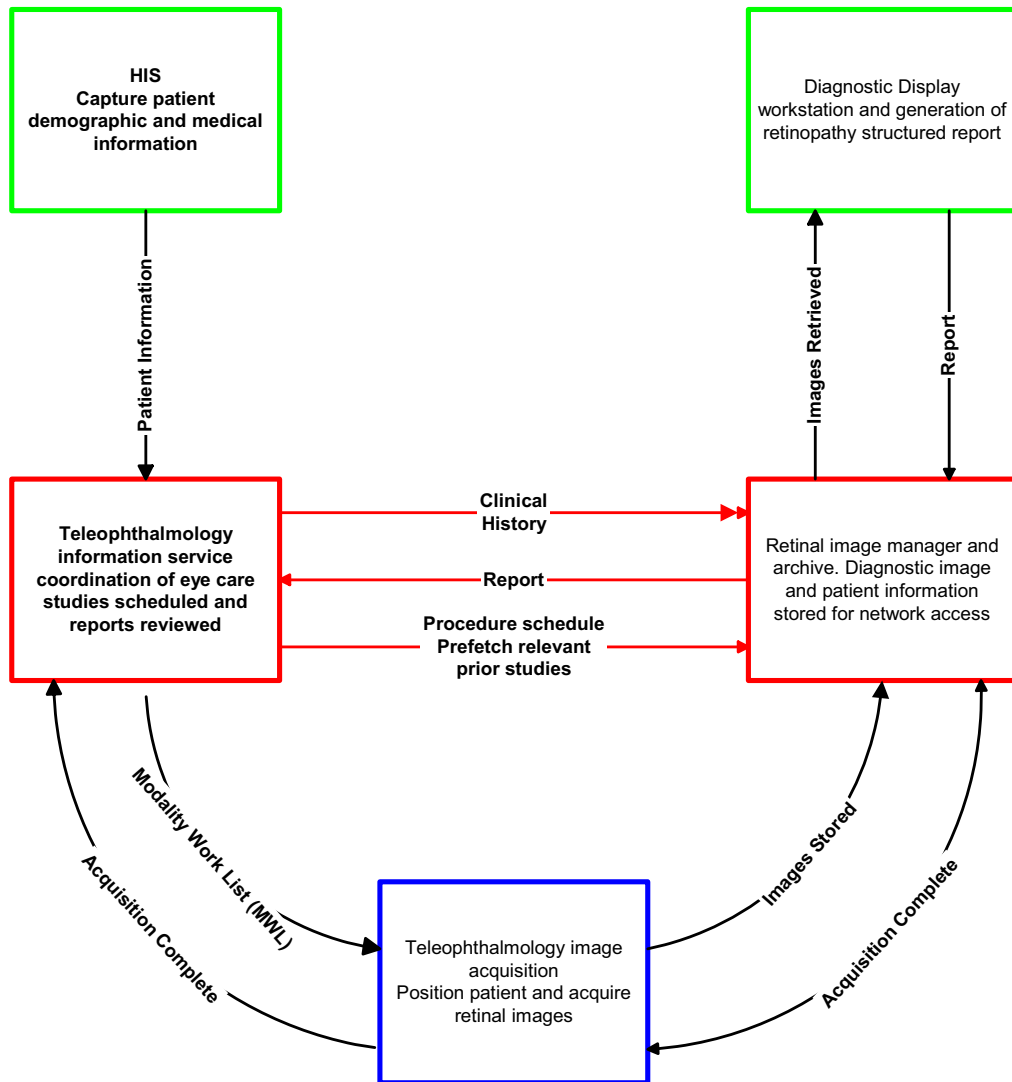 HIS
Capture patient
demographic and medical
information
Diagnostic Display
workstation and generation of
retinopathy structured report
Patient Information
Images Retrieved
Report
Teleophthalmology
information service
coordination of eye care
studies scheduled and
reports reviewed
Clinical
History
Report
Procedure schedule
Prefetch relevant
prior studies
Retinal image manager and
archive. Diagnostic image
and patient information
stored for network access
Modality Work List (MWL)
Acquisition Complete
Images Stored
Acquisition Complete
Teleophthalmology image
acquisition
Position patient and acquire
retinal images